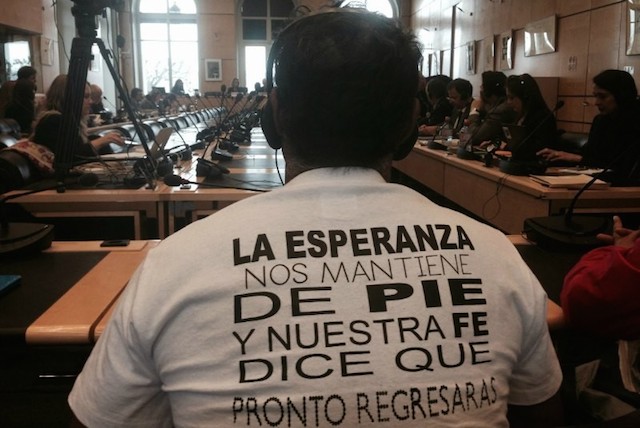 LA ESPERANZA
NOS MANTIENE
DE PIE
Y NUESTRA FE
DICE QUE
PRONTO REGRESARAS